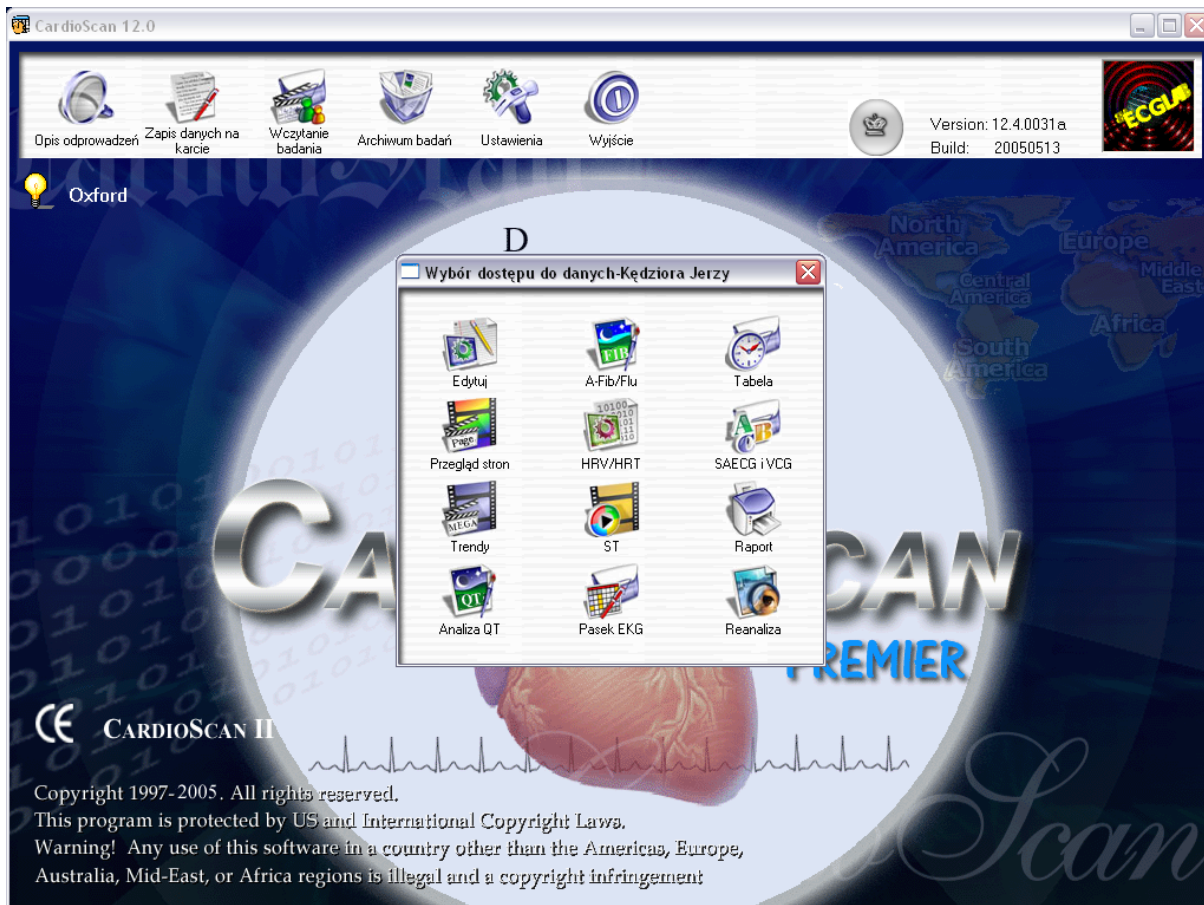 CardioScan 12.0
Opis odprowadzeń
Zapis danych na
karcie
Wczytanie
badania
Archiwum badań
Ustawienia
Wyjście
Version: 12.4.0031a
Build: 20050513
ECGLAB
Oxford
D
North
America
Europe
Middle
East
Central
America
Africa
South
America
Wybór dostępu do danych-Kędziora Jerzy
FIB
Edytuj
A-Fib/Flu
Tabela
Page
Przegląd stron
HRV/HRT
SAECG i VCG
MEGA
Trendy
ST
Raport
QT
Analiza QT
Pasek EKG
Reanaliza
CA
CAN
PREMIER
CE CARDIOSCAN II
Copyright 1997-2005. All rights reserved.
This program is protected by US and International Copyright Laws.
Warning! Any use of this software in a country other than the Americas, Europe,
Australia, Mid-East, or Africa regions is illegal and a copyright infringement
Scan